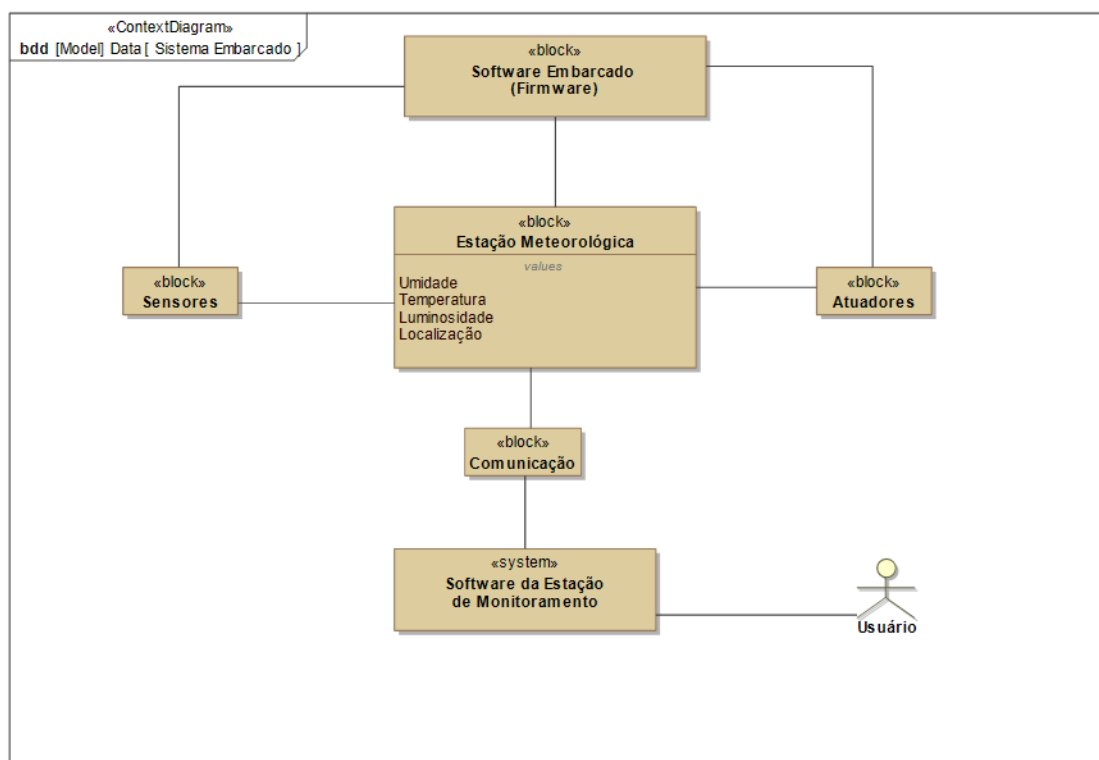 «ContextDiagram»
bdd [Model] Data [ Sistema Embarcado ]
«block»
Software Embarcado
(Firmware)
«block»
Estação Meteorológica
values
Umidade
Temperatura
Luminosidade
Localização
«block»
Sensores
«block»
Atuadores
«block»
Comunicação
«system»
Software da Estação
de Monitoramento
Usuário